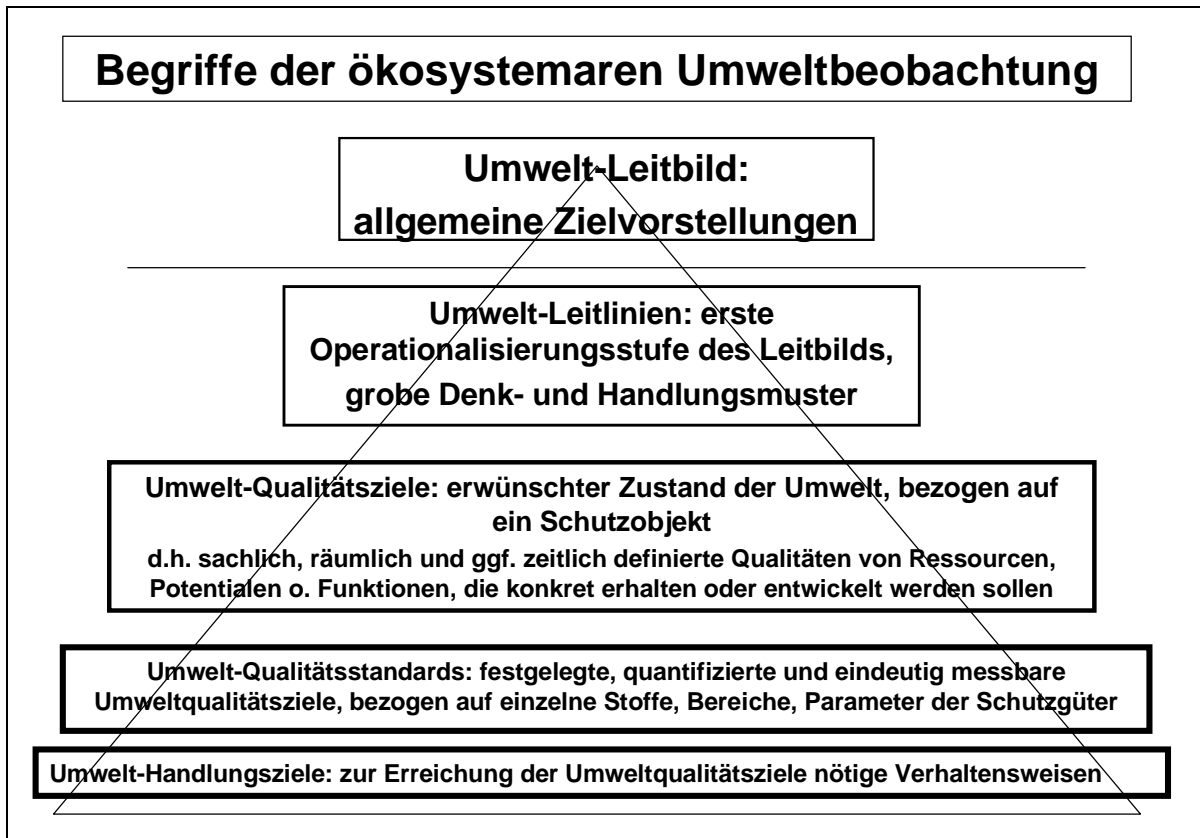 Begriffe der ökosystemaren Umweltbeobachtung
Umwelt-Leitbild:
allgemeine Zielvorstellungen
Umwelt-Leitlinien: erste
Operationalisierungsstufe des Leitbilds,
grobe Denk- und Handlungsmuster
Umwelt-Qualitätsziele: erwünschter Zustand der Umwelt, bezogen auf
ein Schutzobjekt
d.h. sachlich, räumlich und ggf. zeitlich definierte Qualitäten von Ressourcen,
Potentialen o. Funktionen, die konkret erhalten oder entwickelt werden sollen
Umwelt-Qualitätsstandards: festgelegte, quantifizierte und eindeutig messbare
Umweltqualitätsziele, bezogen auf einzelne Stoffe, Bereiche, Parameter der Schutzgüter
Umwelt-Handlungsziele: zur Erreichung der Umweltqualitätsziele nötige Verhaltensweisen